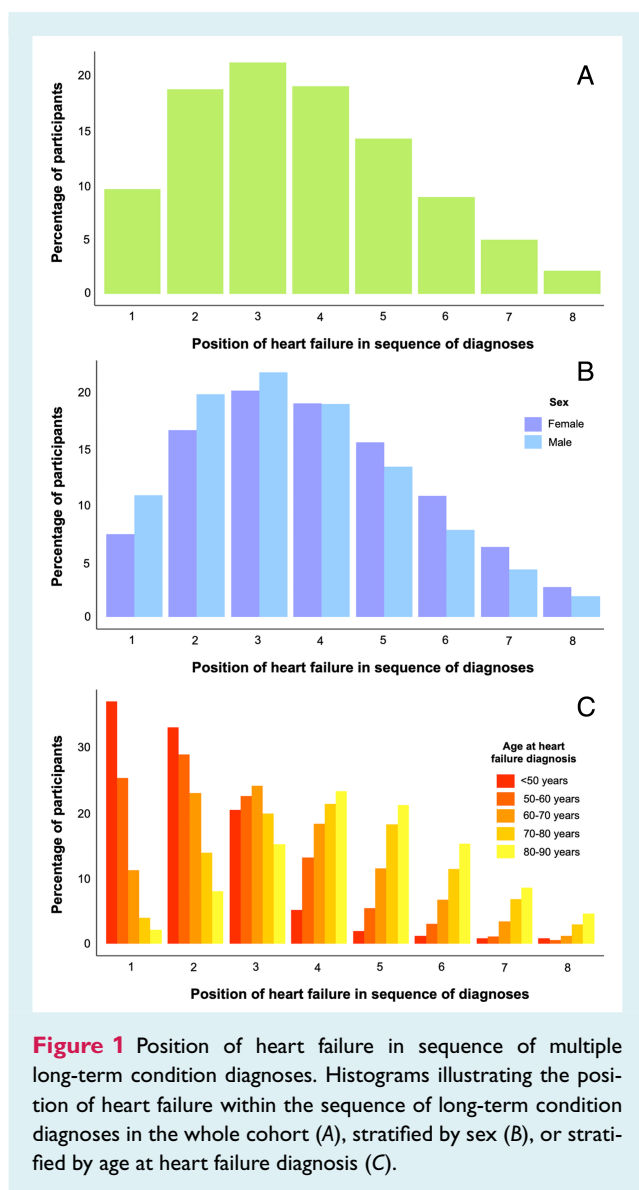 A
Percentage of participants
20
15
10
5
0
1 2 3 4 5 6 7 8
Position of heart failure in sequence of diagnoses
B
Percentage of participants
20
15
10
5
0
Sex
Female
Male
1 2 3 4 5 6 7 8
Position of heart failure in sequence of diagnoses
C
Percentage of participants
30
20
10
0
Age at heart
failure diagnosis
<50 years
50-60 years
60-70 years
70-80 years
80-90 years
1 2 3 4 5 6 7 8
Position of heart failure in sequence of diagnoses
Figure 1 Position of heart failure in sequence of multiple
long-term condition diagnoses. Histograms illustrating the posi-
tion of heart failure within the sequence of long-term condition
diagnoses in the whole cohort (A), stratified by sex (B), or strati-
fied by age at heart failure diagnosis (C).